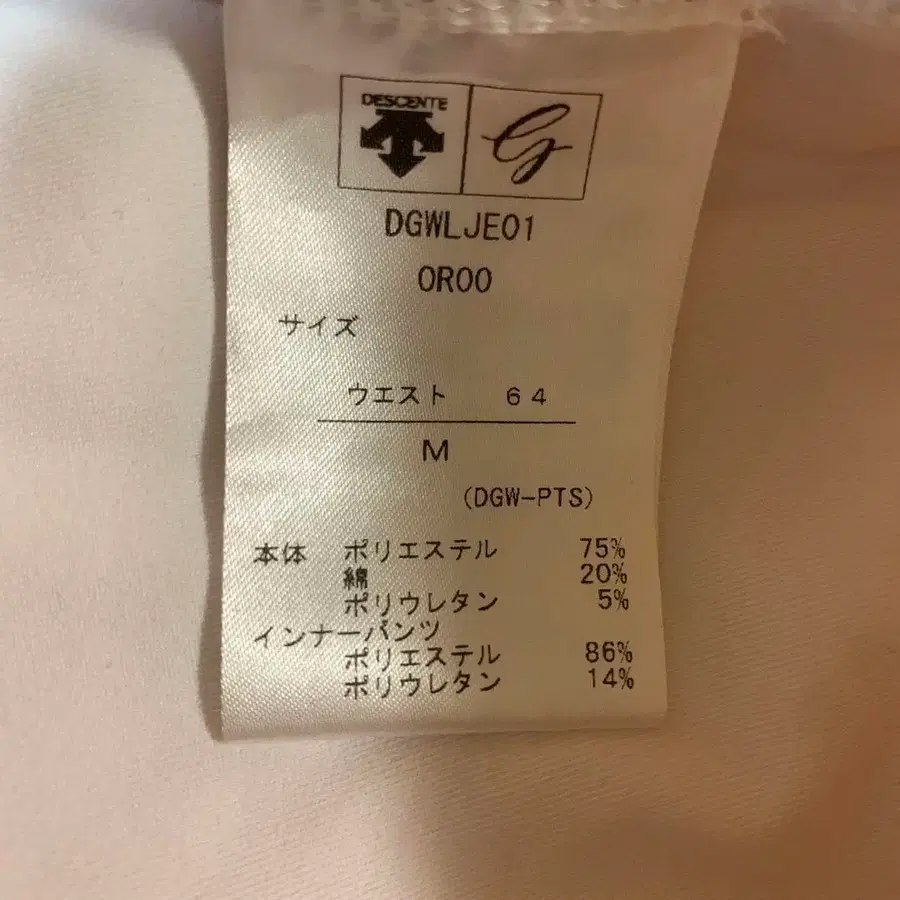 DESCENTE G
DGWLJE01
OR00
サイズ
ウエスト 64
M
(DGW-PTS)
本体 ポリエステル 75%
綿 20%
ポリウレタン 5%
インナーパンツ
ポリエステル 86%
ポリウレタン 14%